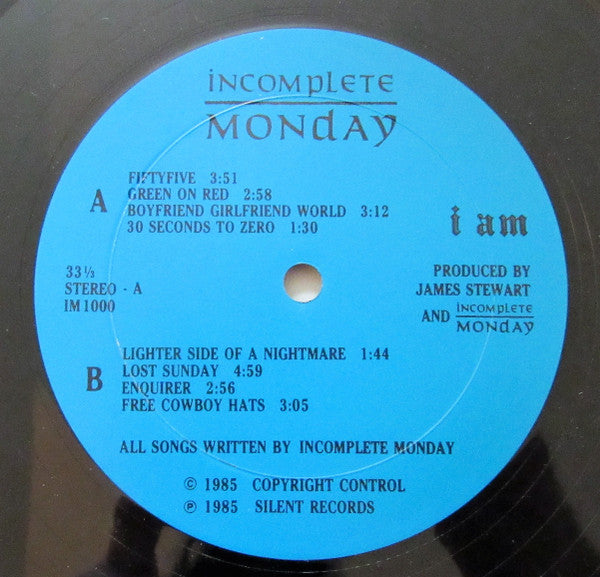 incomplete
monday
A
FIFTYFIVE 3:51
GREEN ON RED 2:58
BOYFRIEND GIRLFRIEND WORLD 3:12
30 SECONDS TO ZERO 1:30
i am
33⅓
STEREO - A
IM1000
PRODUCED BY
JAMES STEWART
AND incomplete
monday
B
LIGHTER SIDE OF A NIGHTMARE 1:44
LOST SUNDAY 4:59
ENQUIRER 2:56
FREE COWBOY HATS 3:05
ALL SONGS WRITTEN BY INCOMPLETE MONDAY
© 1985 COPYRIGHT CONTROL
℗ 1985 SILENT RECORDS